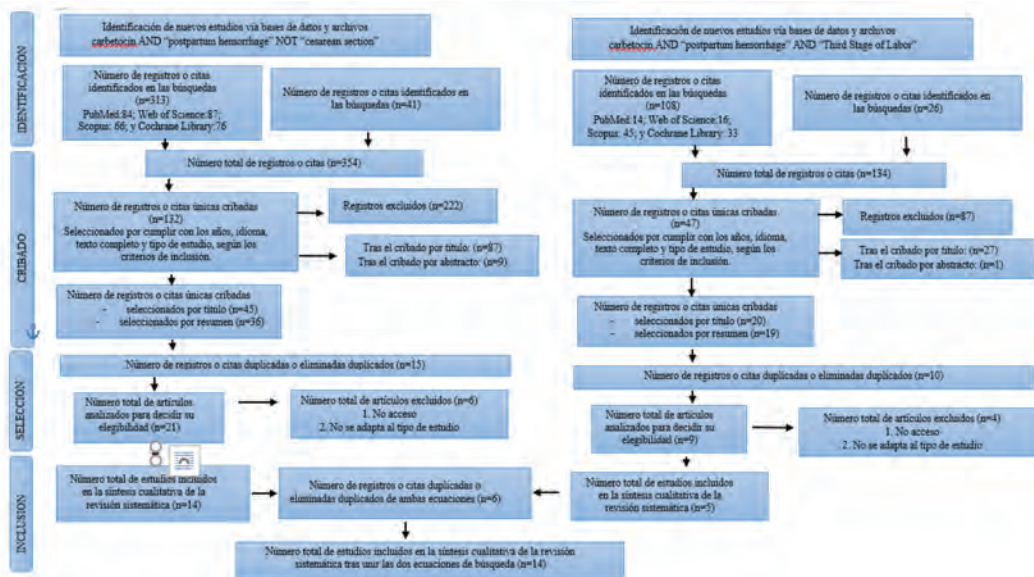 IDENTIFICACION
Identificación de nuevos estudios vía bases de datos y archivos
carbetocin AND “postpartum hemorrhage” NOT “cesarean section”
Número de registros o citas
identificados en las búsquedas
(n=313)
PubMed:84; Web of Science:87;
Scopus: 66; y Cochrane Library:76
Número de registros o citas identificados en
las búsquedas (n=41)
CRIBADO
Número total de registros o citas (n=354)
Número de registros o citas únicas cribadas
(n=132)
Seleccionados por cumplir con los años, idioma,
texto completo y tipo de estudio, según los
criterios de inclusión.
Registros excluidos (n=222)
Tras el cribado por título: (n=87)
Tras el cribado por abstracto: (n=9)
Número de registros o citas únicas cribadas
- seleccionados por título (n=45)
- seleccionados por resumen (n=36)
SELECCION
Número de registros o citas duplicadas o eliminadas duplicados (n=15)
Número total de artículos
analizados para decidir su
elegibilidad (n=21)
Número total de artículos excluidos (n=6)
1. No acceso
2. No se adapta al tipo de estudio
INCLUSION
Número total de estudios incluidos
en la síntesis cualitativa de la
revisión sistemática (n=14)
Número de registros o citas duplicadas o
eliminadas duplicados de ambas ecuaciones (n=6)
Número total de estudios incluidos en la síntesis cualitativa de la revisión
sistemática tras unir las dos ecuaciones de búsqueda (n=14)
Identificación de nuevos estudios vía bases de datos y archivos
carbetocin AND “postpartum hemorrhage” AND “Third Stage of Labor”
Número de registros o citas
identificados en las búsquedas
(n=108)
PubMed:14; Web of Science:16;
Scopus: 45; y Cochrane Library: 33
Número de registros o citas identificados en
las búsquedas (n=26)
Número total de registros o citas (n=134)
Número de registros o citas únicas cribadas
(n=47)
Seleccionados por cumplir con los años, idioma,
texto completo y tipo de estudio, según los
criterios de inclusión.
Registros excluidos (n=87)
Tras el cribado por título: (n=27)
Tras el cribado por abstracto: (n=1)
Número de registros o citas únicas cribadas
- seleccionados por título (n=20)
- seleccionados por resumen (n=19)
Número de registros o citas duplicadas o eliminadas duplicados (n=10)
Número total de artículos
analizados para decidir su
elegibilidad (n=9)
Número total de artículos excluidos (n=4)
1. No acceso
2. No se adapta al tipo de estudio
Número total de estudios incluidos
en la síntesis cualitativa de la
revisión sistemática (n=5)